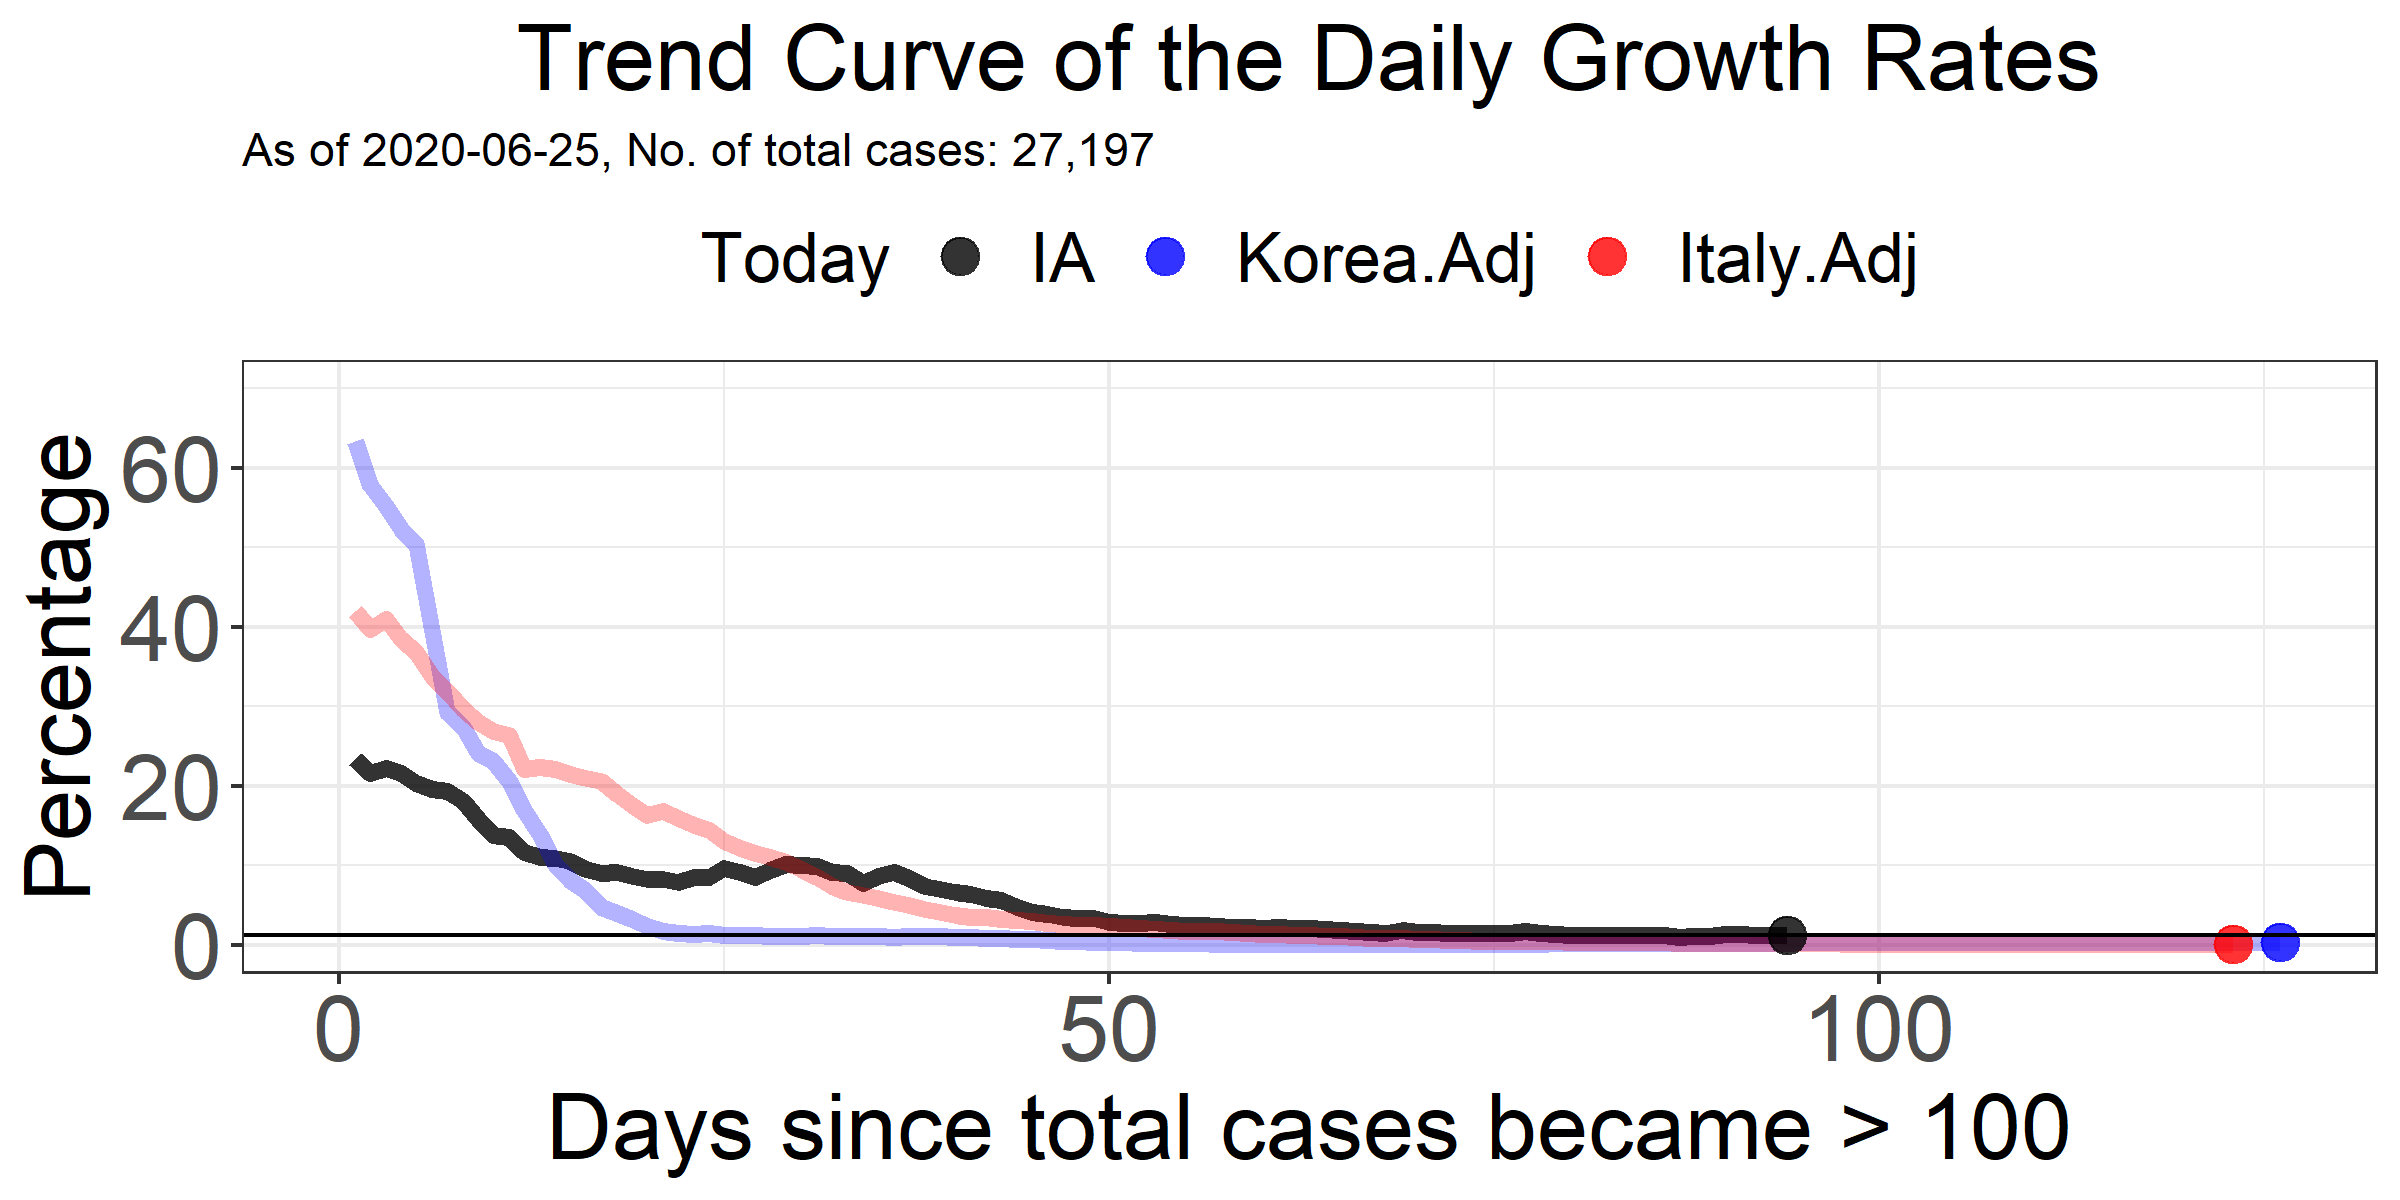 Trend Curve of the Daily Growth Rates
As of 2020-06-25, No. of total cases: 27,197
Today IA Korea.Adj Italy.Adj
Percentage
60
40
20
0
0 50 100
Days since total cases became > 100